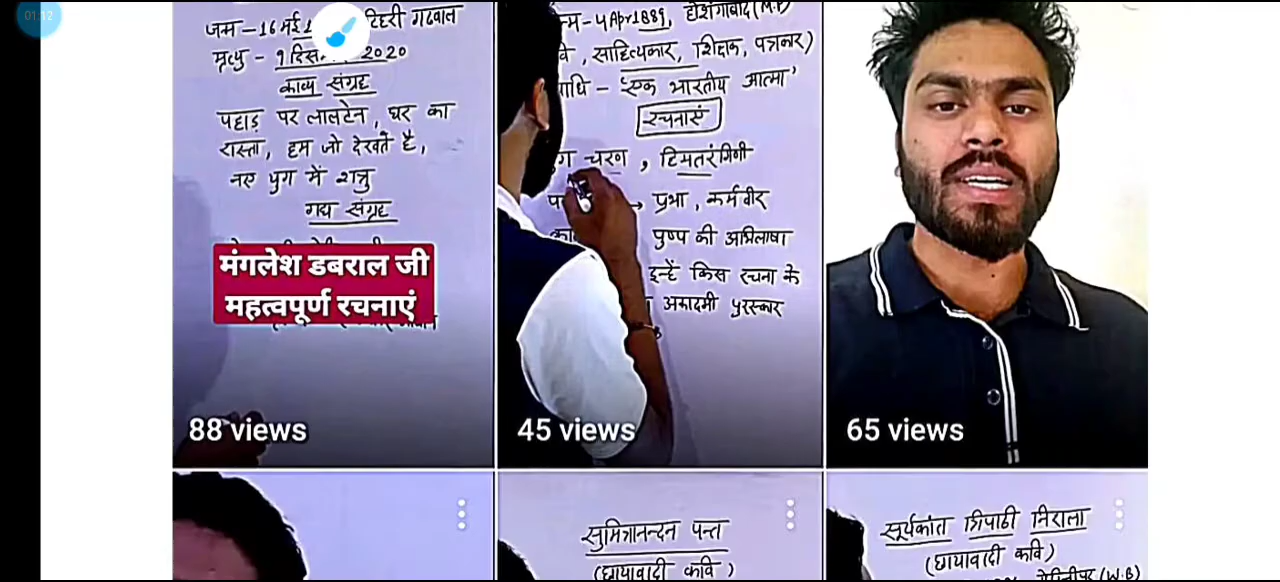 01:12
जन्म - 16 मई टिहरी गढवाल
मृत्यु - 9 दिस 2020
काव्य संग्रह
पहाड़ पर लालटेन, घर का
रास्ता, हम जो देखते है,
नए युग में शत्रु
गद्य संग्रह
मंगलेश डबराल जी
महत्वपूर्ण रचनाएं
88 views
4 Apr 1889, होशंगाबाद (M.P)
साहित्यकार, शिक्षक, पत्रकार)
- 'एक भारतीय आत्मा'
रचनाएं
चरण, हिमतरंगिनी
→ प्रभा, कर्मवीर
पुष्प की अभिलाषा
इन्हें किस रचना के
अकादमी पुरस्कार
45 views
65 views
सुमित्रानन्दन पन्त
(छायावादी कवि)
सूर्यकांत त्रिपाठी निराला
(छायावादी कवि)
मेदिनीपुर (W.B)